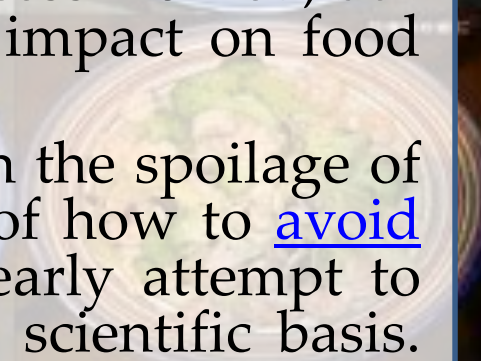 impact on food
the spoilage of
of how to avoid
early attempt to
scientific basis.